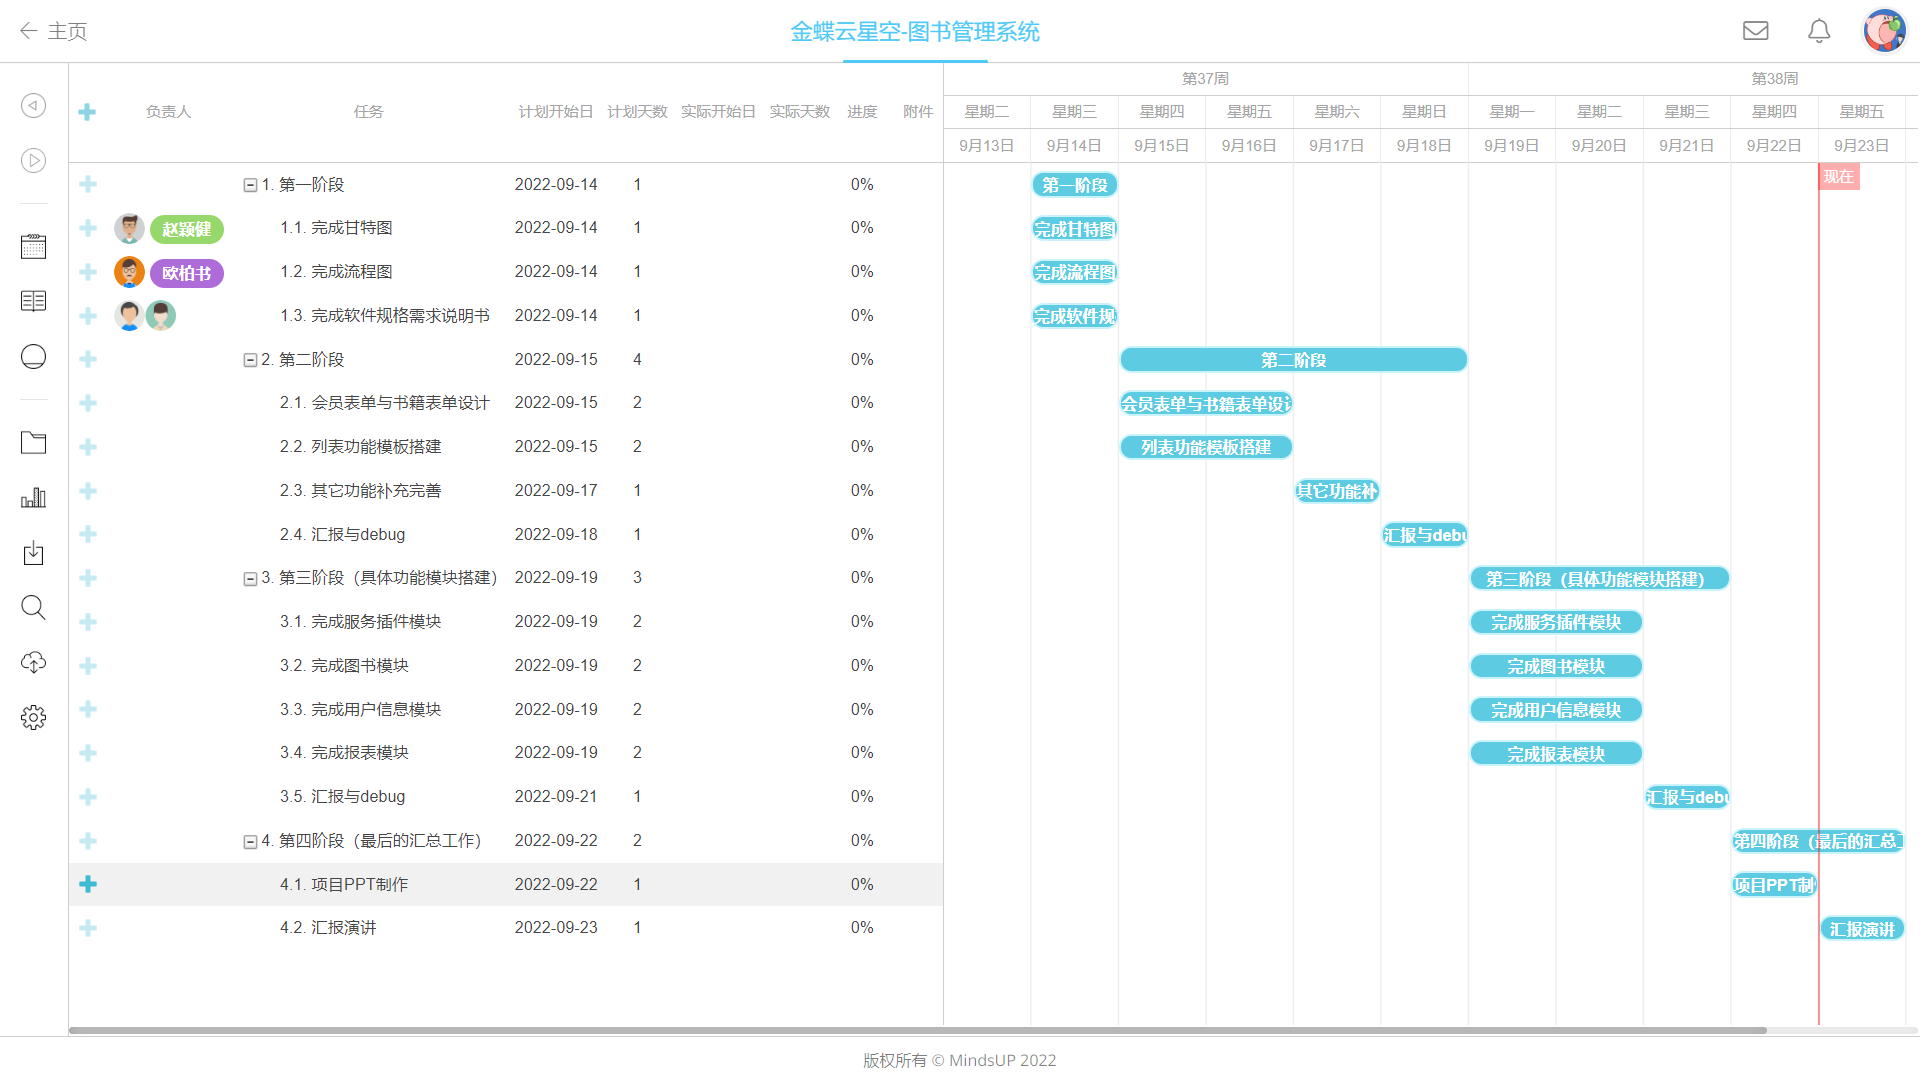 主页
金蝶云星空-图书管理系统
第37周 第38周
负责人 任务 计划开始日 计划天数 实际开始日 实际天数 进度 附件
星期二 星期三 星期四 星期五 星期六 星期日 星期一 星期二 星期三 星期四 星期五
9月13日 9月14日 9月15日 9月16日 9月17日 9月18日 9月19日 9月20日 9月21日 9月22日 9月23日
现在
1. 第一阶段 2022-09-14 1 0% 第一阶段
赵颖健 1.1. 完成甘特图 2022-09-14 1 0% 完成甘特图
欧柏书 1.2. 完成流程图 2022-09-14 1 0% 完成流程图
1.3. 完成软件规格需求说明书 2022-09-14 1 0% 完成软件规
2. 第二阶段 2022-09-15 4 0% 第二阶段
2.1. 会员表单与书籍表单设计 2022-09-15 2 0% 会员表单与书籍表单设计
2.2. 列表功能模板搭建 2022-09-15 2 0% 列表功能模板搭建
2.3. 其它功能补充完善 2022-09-17 1 0% 其它功能补
2.4. 汇报与debug 2022-09-18 1 0% 汇报与debu
3. 第三阶段（具体功能模块搭建） 2022-09-19 3 0% 第三阶段（具体功能模块搭建）
3.1. 完成服务插件模块 2022-09-19 2 0% 完成服务插件模块
3.2. 完成图书模块 2022-09-19 2 0% 完成图书模块
3.3. 完成用户信息模块 2022-09-19 2 0% 完成用户信息模块
3.4. 完成报表模块 2022-09-19 2 0% 完成报表模块
3.5. 汇报与debug 2022-09-21 1 0% 汇报与debu
4. 第四阶段（最后的汇总工作） 2022-09-22 2 0% 第四阶段（最后的汇总工
4.1. 项目PPT制作 2022-09-22 1 0% 项目PPT制
4.2. 汇报演讲 2022-09-23 1 0% 汇报演讲
版权所有 © MindsUP 2022